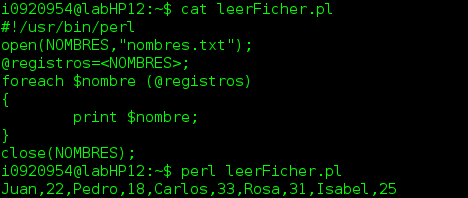 i0920954@labHP12:~$ cat leerFicher.pl
#!/usr/bin/perl
open(NOMBRES,"nombres.txt");
@registros=<NOMBRES>;
foreach $nombre (@registros)
{
        print $nombre;
}
close(NOMBRES);
i0920954@labHP12:~$ perl leerFicher.pl
Juan,22,Pedro,18,Carlos,33,Rosa,31,Isabel,25